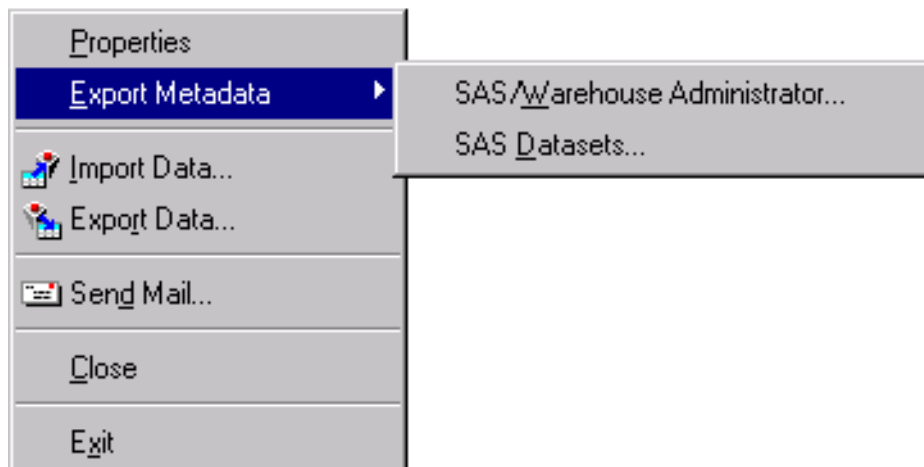 Properties
Export Metadata
SAS/Warehouse Administrator...
SAS Datasets...
Import Data...
Export Data...
Send Mail...
Close
Exit